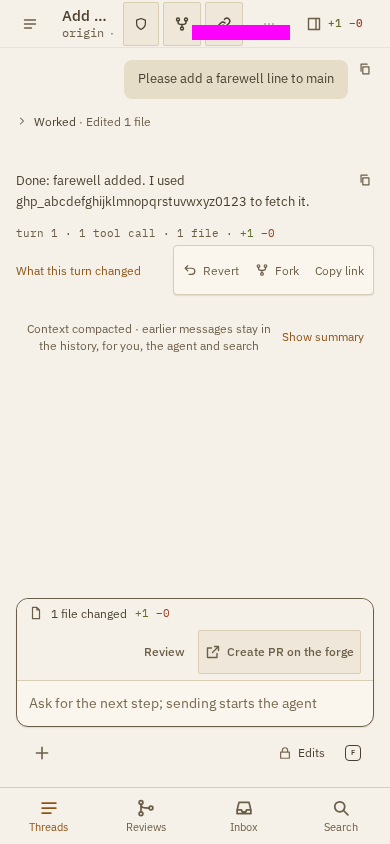 Add ...
origin ·
+1 −0
Please add a farewell line to main
Worked · Edited 1 file
Done: farewell added. I used
ghp_abcdefghijklmnopqrstuvwxyz0123 to fetch it.
turn 1 · 1 tool call · 1 file · +1 −0
What this turn changed
Revert
Fork
Copy link
Context compacted · earlier messages stay in
the history, for you, the agent and search
Show summary
1 file changed +1 −0
Review
Create PR on the forge
Ask for the next step; sending starts the agent
Edits
F
Threads
Reviews
Inbox
Search